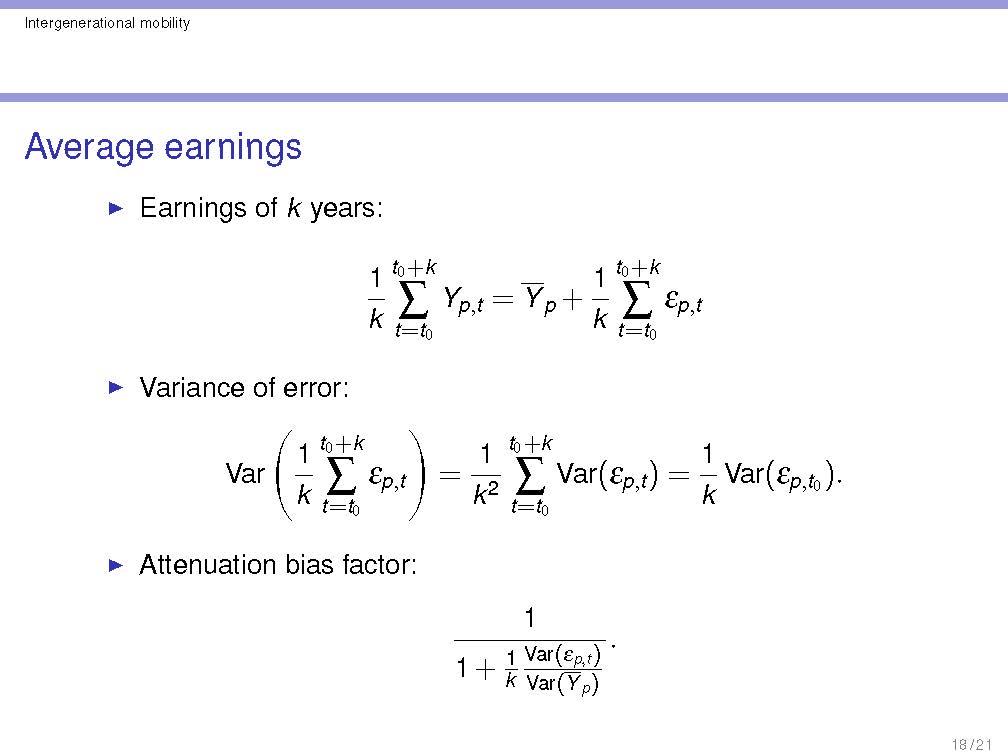 Intergenerational mobility
Average earnings
▶ Earnings of k years:
$$\frac{1}{k} \sum_{t=t_0}^{t_0+k} Y_{p,t} = \overline{Y}_p + \frac{1}{k} \sum_{t=t_0}^{t_0+k} \varepsilon_{p,t}$$
▶ Variance of error:
$$\text{Var}\left(\frac{1}{k} \sum_{t=t_0}^{t_0+k} \varepsilon_{p,t}\right) = \frac{1}{k^2} \sum_{t=t_0}^{t_0+k} \text{Var}(\varepsilon_{p,t}) = \frac{1}{k} \text{Var}(\varepsilon_{p,t_0}).$$
▶ Attenuation bias factor:
$$\frac{1}{1 + \frac{1}{k} \frac{\text{Var}(\varepsilon_{p,t})}{\text{Var}(\overline{Y}_p)}}.$$
18/21